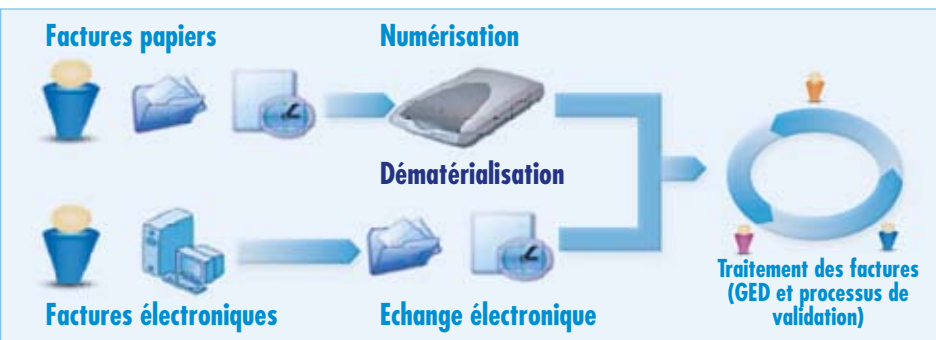 Factures papiers
Numérisation
Dématérialisation
Factures électroniques
Echange électronique
Traitement des factures
(GED et processus de
validation)